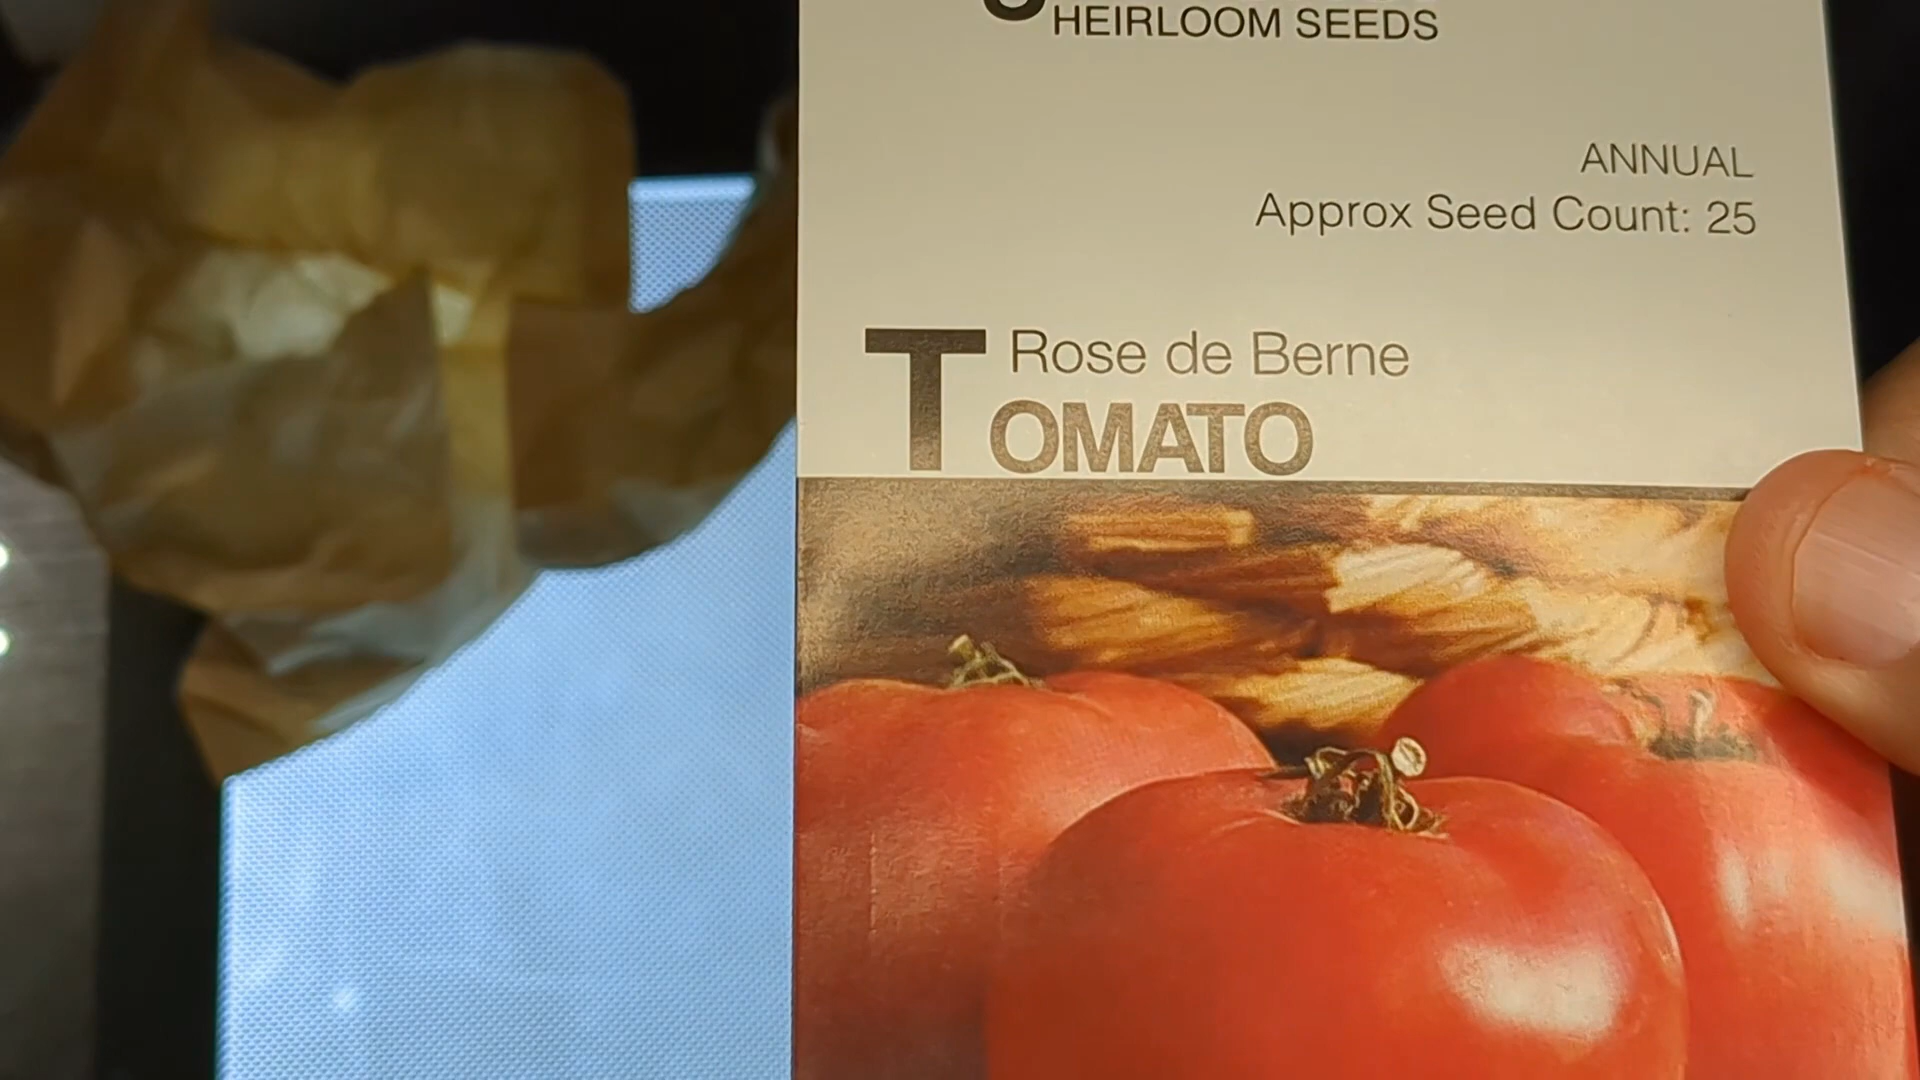 HEIRLOOM SEEDS
ANNUAL
Approx Seed Count: 25
Rose de Berne
TOMATO